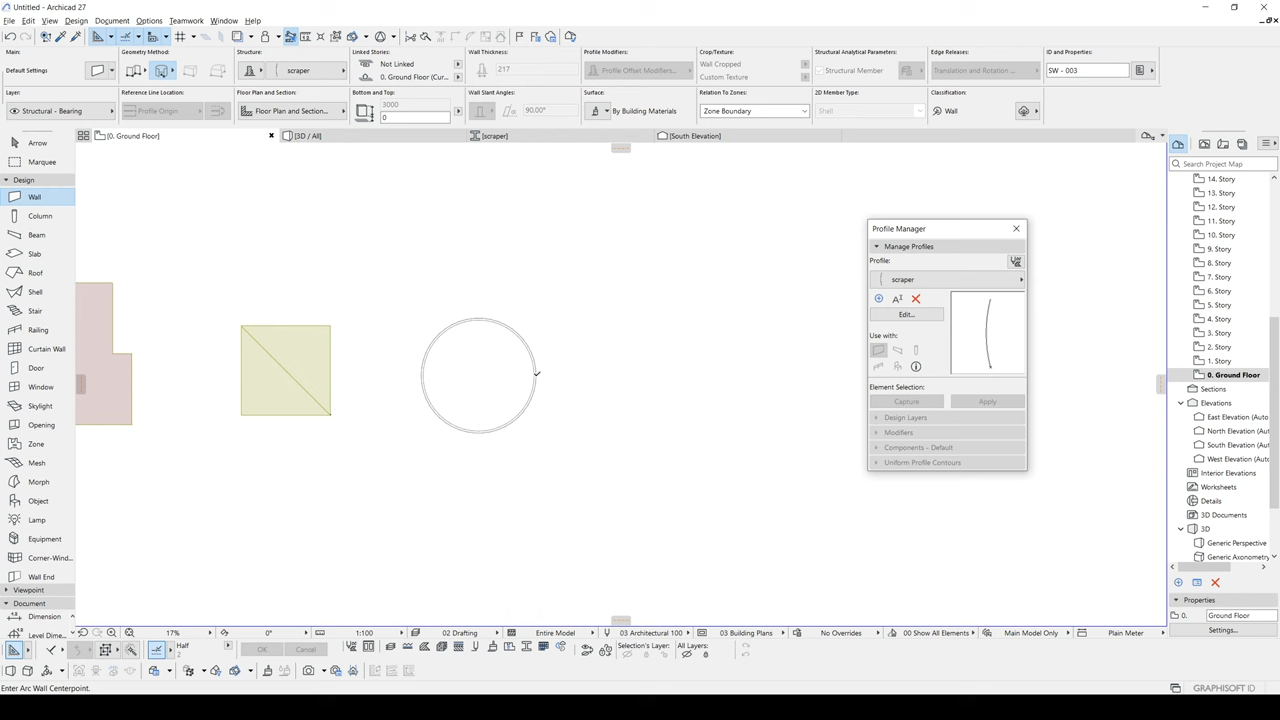 Untitled - Archicad 27
File Edit View Design Document Options Teamwork Window Help
Main:
Default Settings
Layer:
Structural - Bearing
Geometry Method:
Reference Line Location:
Profile Origin
Structure:
scraper
Floor Plan and Section:
Floor Plan and Section...
Linked Stories:
Not Linked
0. Ground Floor (Cur...
Bottom and Top:
3000
0
Wall Thickness:
217
Wall Slant Angles:
90.00°
Profile Modifiers:
Profile Offset Modifiers...
Surface:
By Building Materials
Crop/Texture:
Wall Cropped
Custom Texture
Relation To Zones:
Zone Boundary
Structural Analytical Parameters:
Structural Member
2D Member Type:
Axial Member
Edge Releases:
Translation and Rotation ...
Classification:
Wall
ID and Properties:
SW - 003
[0. Ground Floor]
[3D / All]
[scraper]
[South Elevation]
Arrow
Marquee
Design
Wall
Column
Beam
Slab
Roof
Shell
Stair
Railing
Curtain Wall
Door
Window
Skylight
Opening
Zone
Mesh
Morph
Object
Lamp
Equipment
Corner-Win...
Wall End
Viewpoint
Document
Dimension
Level Dime...
Profile Manager
Manage Profiles
Profile:
scraper
Edit...
Use with:
Element Selection:
Capture
Apply
Design Layers
Modifiers
Components - Default
Uniform Profile Contours
Search Project Map
14. Story
13. Story
12. Story
11. Story
10. Story
9. Story
8. Story
7. Story
6. Story
5. Story
4. Story
3. Story
2. Story
1. Story
0. Ground Floor
Sections
Elevations
East Elevation (Auto
North Elevation (Aut
South Elevation (Aut
West Elevation (Auto
Interior Elevations
Worksheets
Details
3D Documents
3D
Generic Perspective
Generic Axonometry
Properties
0.
Ground Floor
Settings...
17%
0°
1:100
02 Drafting
Entire Model
03 Architectural 100
03 Building Plans
No Overrides
00 Show All Elements
Main Model Only
Plain Meter
Half
2
OK
Cancel
Selection's Layer:
All Layers:
Enter Arc Wall Centerpoint.
GRAPHISOFT ID